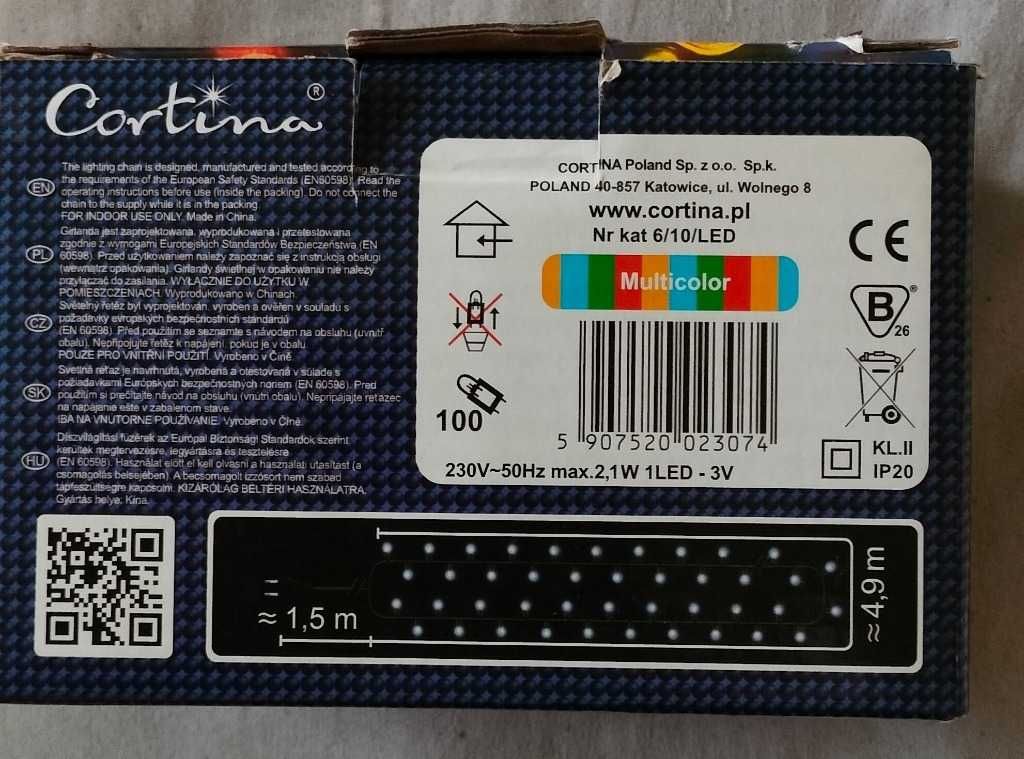 Cortina ®
EN
The lighting chain is designed, manufactured and tested according to
the requirements of the European Safety Standards (EN60598). Read the
operating instructions before use (inside the packing). Do not connect the
chain to the supply while it is in the packing.
FOR INDOOR USE ONLY. Made in China.
PL
Girlanda jest zaprojektowana, wyprodukowana i przetestowana
zgodnie z wymogami Europejskich Standardów Bezpieczeństwa (EN
60598). Przed użytkowaniem należy zapoznać się z instrukcją obsługi
(wewnątrz opakowania). Girlandy świetlnej w opakowaniu nie należy
przyłączać do zasilania. WYŁĄCZNIE DO UŻYTKU W
POMIESZCZENIACH. Wyprodukowano w Chinach.
CZ
Světelný řetěz byl vyprojektován, vyroben a ověřen v souladu s
požadavky evropských bezpečnostních standardů
(EN 60598). Před použitím se seznamte s návodem na obsluhu (uvnitř
obalu). Nepřipojujte řetěz k napájení, pokud je v obalu.
POUZE PRO VNITŘNÍ POUŽITÍ. Vyrobeno v Číně.
SK
Svetlná reťaz je navrhnutá, vyrobená a otestovaná v súlade s
požiadavkami Európskych bezpečnostných noriem (EN 60598). Pred
použitím si prečítajte návod na obsluhu (vnútri obalu). Nepripájajte reťazec
na napájanie ešte v zabalenom stave.
IBA NA VNUTORNE POUŽÍVANIE. Vyrobeno v Číně.
HU
Díszvilágítási füzérek az Európai Biztonsági Standardok szerint
kerültek megtervezésre, legyártásra és tesztelésre
(EN 60598). Használat előtt el kell olvasni a használati utasítást (a
csomagolás belsejében). A becsomagolt izzósort nem szabad
tápfeszültségre kapcsolni. KIZÁRÓLAG BELTÉRI HASZNÁLATRA.
Gyártás helye: Kína.
CORTINA Poland Sp. z o.o. Sp.k.
POLAND 40-857 Katowice, ul. Wolnego 8
www.cortina.pl
Nr kat 6/10/LED
Multicolor
CE
B ®
26
100
5 907520 023074
230V~50Hz max.2,1W 1LED - 3V
KL.II
IP20
≈ 1,5 m
≈ 4,9 m